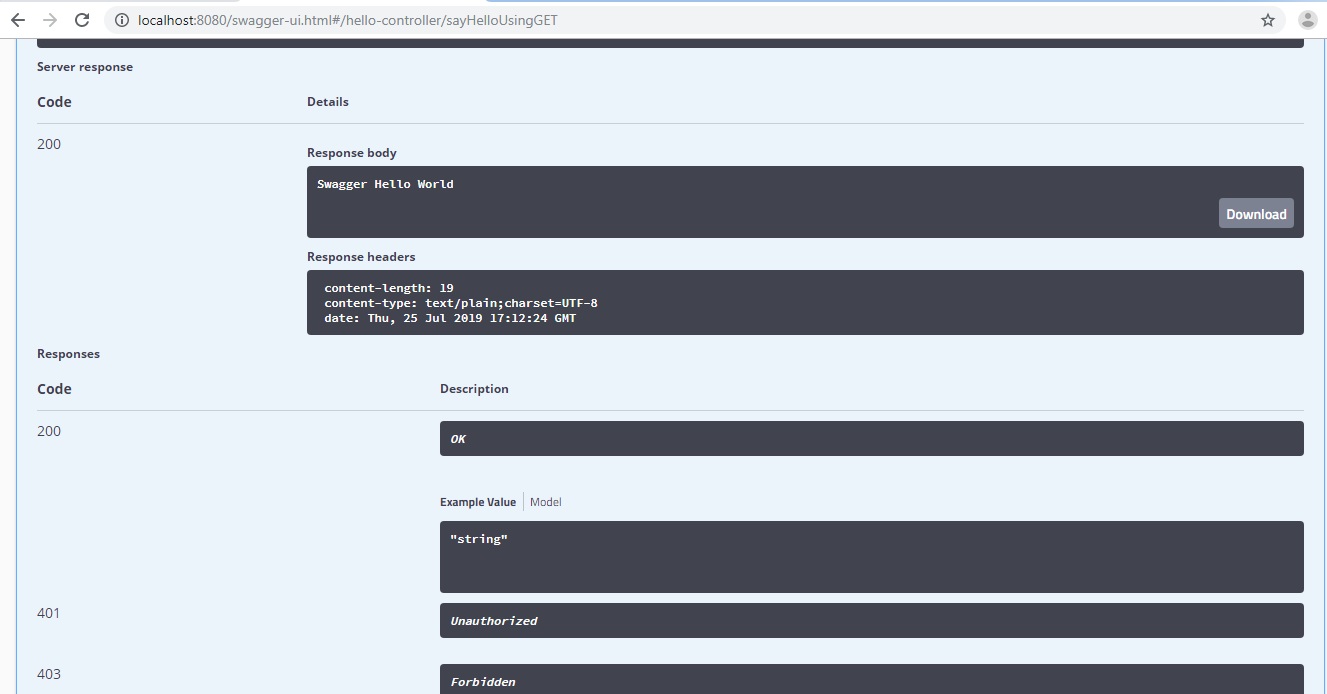 localhost:8080/swagger-ui.html#/hello-controller/sayHelloUsingGET
Server response
Code Details
200
Response body
Swagger Hello World
Download
Response headers
content-length: 19
content-type: text/plain;charset=UTF-8
date: Thu, 25 Jul 2019 17:12:24 GMT
Responses
Code Description
200
OK
Example Value Model
"string"
401
Unauthorized
403
Forbidden